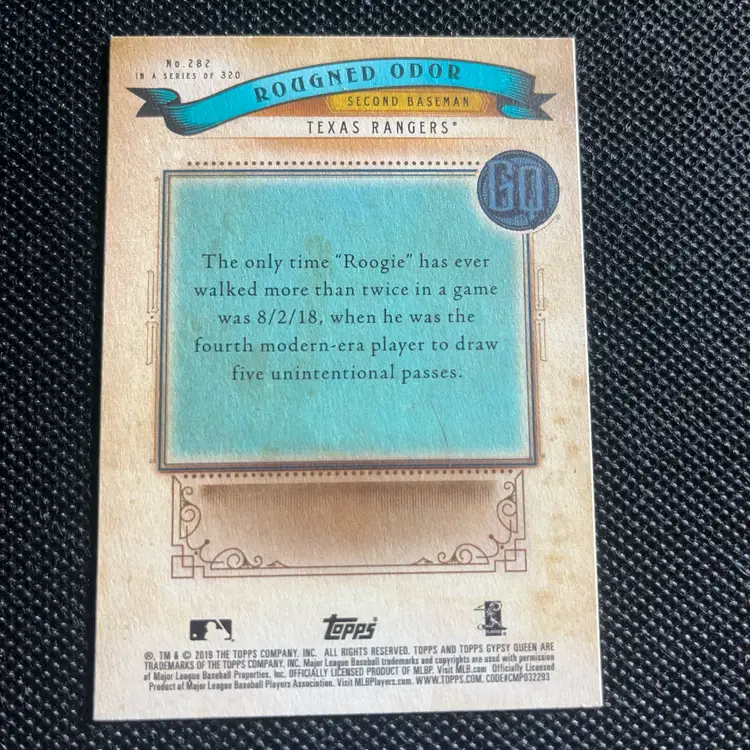 No. 282
IN A SERIES OF 320
ROUGNED ODOR
SECOND BASEMAN
TEXAS RANGERS®
GQ
The only time “Roogie” has ever
walked more than twice in a game
was 8/2/18, when he was the
fourth modern-era player to draw
five unintentional passes.
topps®
®, TM & © 2019 THE TOPPS COMPANY, INC. ALL RIGHTS RESERVED. TOPPS AND TOPPS GYPSY QUEEN ARE
TRADEMARKS OF THE TOPPS COMPANY, INC. Major League Baseball trademarks and copyrights are used with permission
of Major League Baseball Properties, Inc. OFFICIALLY LICENSED PRODUCT OF MLBP. Visit MLB.com. Officially Licensed
Product of Major League Baseball Players Association. Visit MLBPlayers.com. WWW.TOPPS.COM. CODE#CMP032293